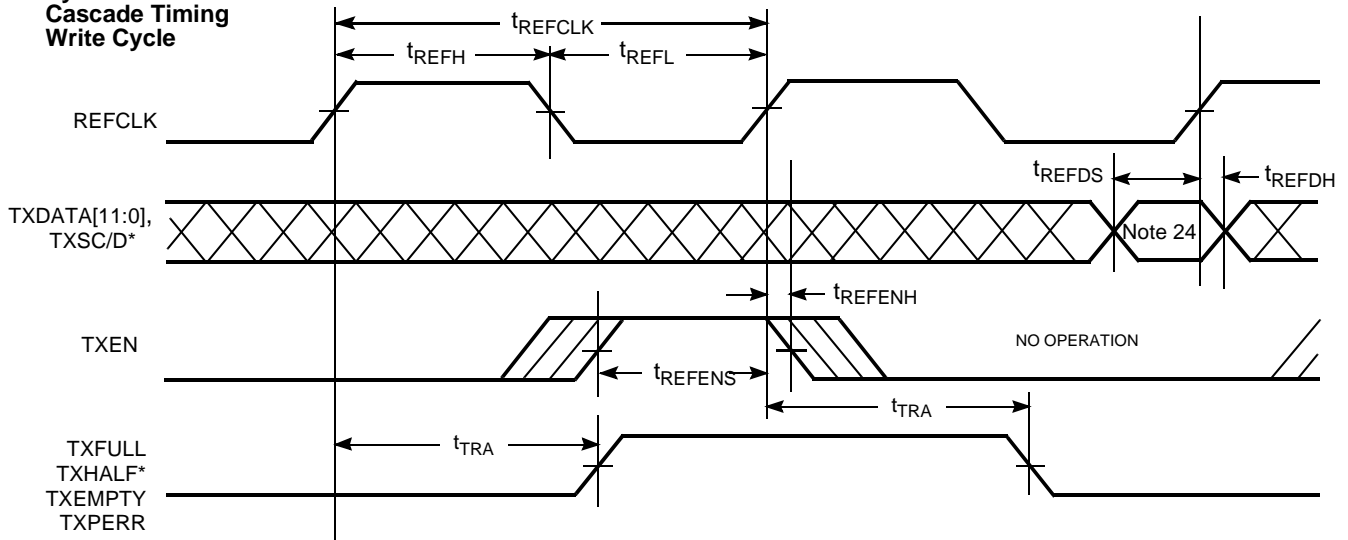 Cascade Timing
Write Cycle
tREFCLK
tREFH
tREFL
REFCLK
tREFDS
tREFDH
TXDATA[11:0],
TXSC/D*
Note 24
tREFENH
TXEN
NO OPERATION
tREFENS
tTRA
tTRA
TXFULL
TXHALF*
TXEMPTY
TXPERR